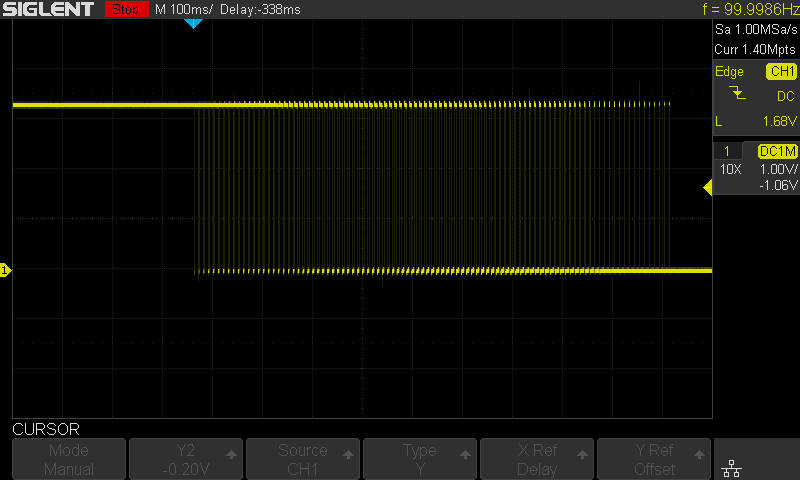 SIGLENT Stop M 100ms/ Delay:-338ms f = 99.9986Hz
Sa 1.00MSa/s
Curr 1.40Mpts
Edge CH1
DC
L 1.68V
1 DC1M
10X 1.00V/
-1.06V
1
CURSOR
Mode Y2 Source Type X Ref Y Ref
Manual -0.20V CH1 Y Delay Offset